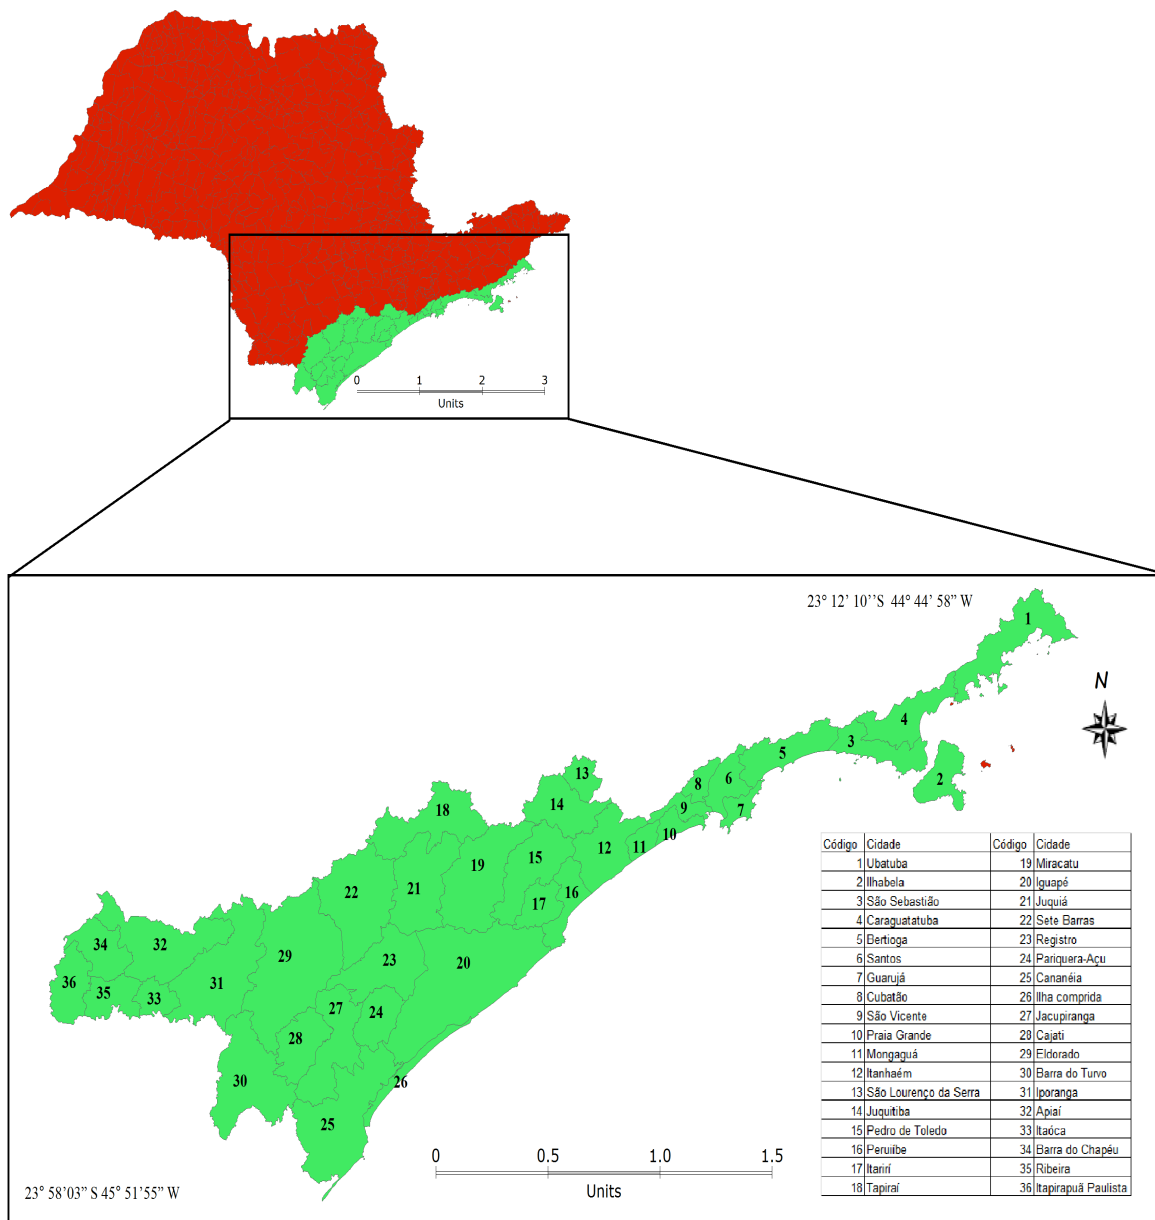 0 1 2 3
Units
23° 12’ 10’’S 44° 44’ 58” W
1
N
4
3
5
2
13
8
6
7
18
14
9
10
19
15
12
11
22
21
17
16
34
32
29
23
20
36
35
33
31
27
24
28
30
26
25
0 0.5 1.0 1.5
Units
23° 58’03” S 45° 51’55” W
Código Cidade Código Cidade
1 Ubatuba 19 Miracatu
2 Ilhabela 20 Iguapé
3 São Sebastião 21 Juquiá
4 Caraguatatuba 22 Sete Barras
5 Bertioga 23 Registro
6 Santos 24 Pariquera-Açu
7 Guarujá 25 Cananéia
8 Cubatão 26 Ilha comprida
9 São Vicente 27 Jacupiranga
10 Praia Grande 28 Cajati
11 Mongaguá 29 Eldorado
12 Itanhaém 30 Barra do Turvo
13 São Lourenço da Serra 31 Iporanga
14 Juquitiba 32 Apiaí
15 Pedro de Toledo 33 Itaóca
16 Peruíbe 34 Barra do Chapéu
17 Itarirí 35 Ribeira
18 Tapiraí 36 Itapirapuã Paulista